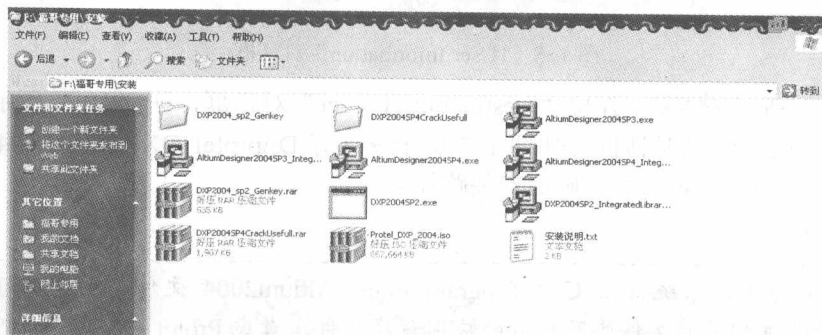 F:\福哥专用\安装
文件(F) 编辑(E) 查看(V) 收藏(A) 工具(T) 帮助(H)
后退 搜索 文件夹
F:\福哥专用\安装 转到
文件和文件夹任务
创建一个新文件夹
将这个文件夹发布到
Web
共享此文件夹
其它位置
福哥专用
我的文档
共享文档
我的电脑
网上邻居
详细信息
DXP2004_sp2_Genkey
DXP2004SP4CrackUsefull
AltiumDesigner2004SP3.exe
AltiumDesigner2004SP3_Integ...
AltiumDesigner2004SP4.exe
AltiumDesigner2004SP4_Integ...
DXP2004_sp2_Genkey.rar
好压 RAR 压缩文件
655 KB
DXP2004SP2.exe
DXP2004SP2_IntegratedLibrar...
DXP2004SP4CrackUsefull.rar
好压 RAR 压缩文件
1,967 KB
Protel_DXP_2004.iso
好压 ISO 压缩文件
667,664 KB
安装说明.txt
文本文档
2 KB